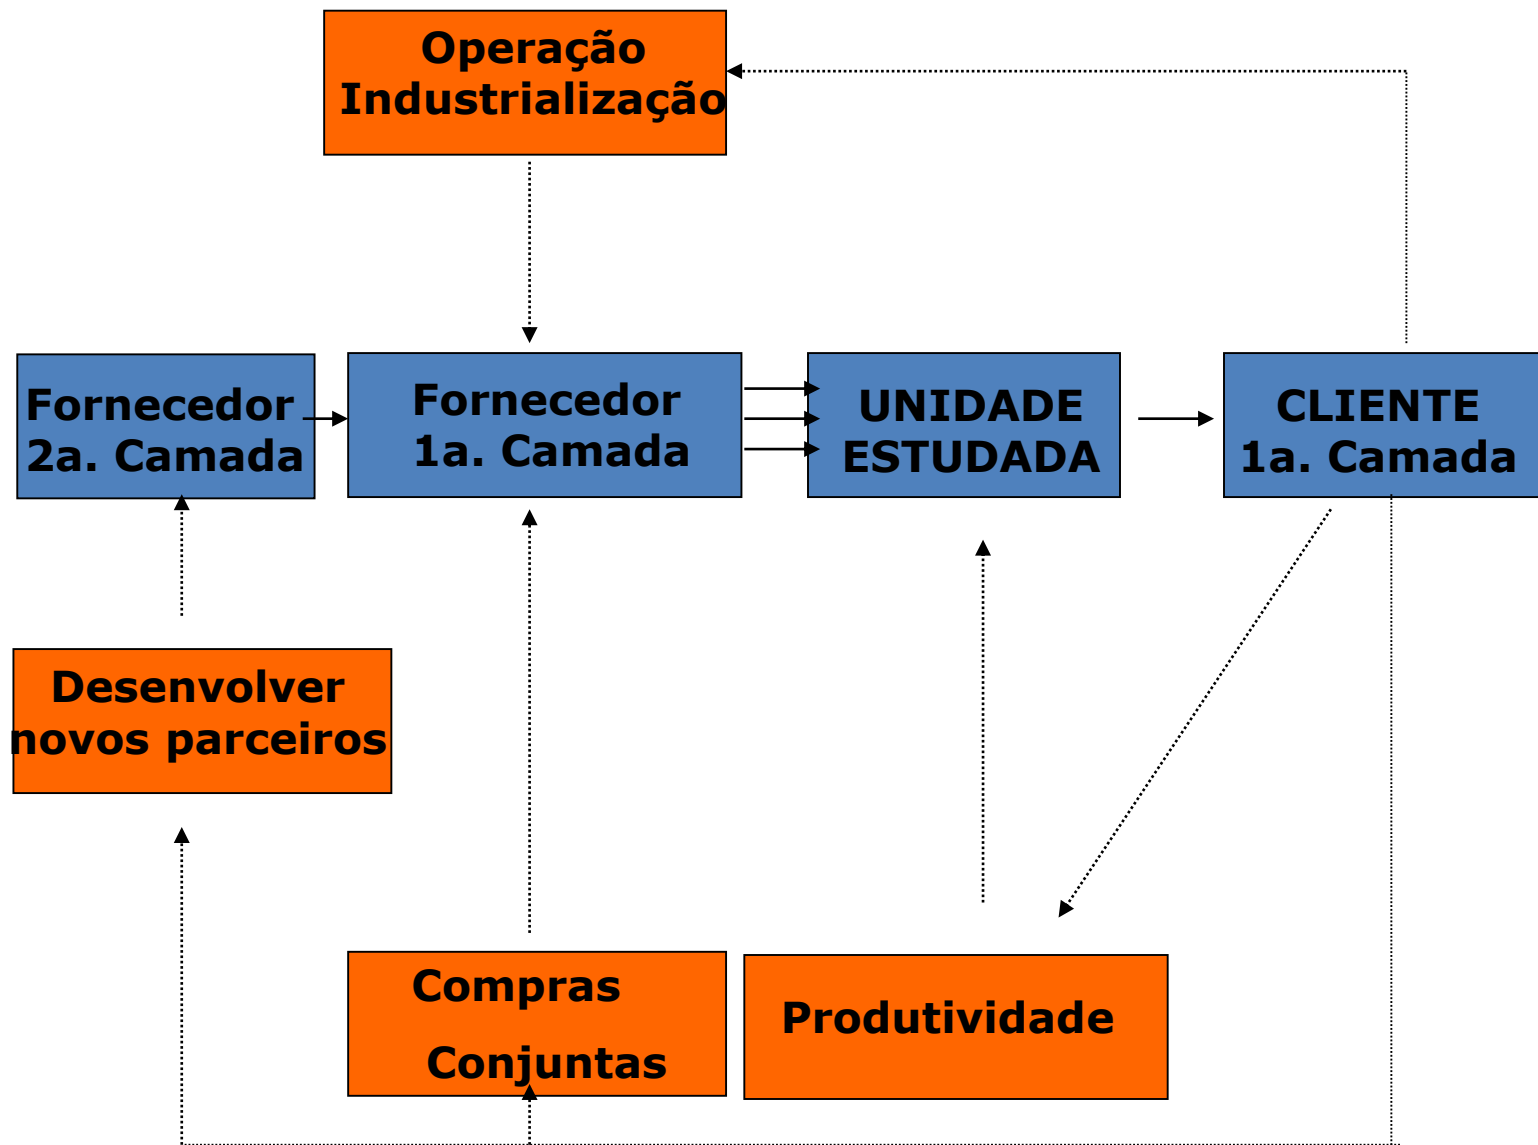 Operação
Industrialização
Fornecedor
2a. Camada
Fornecedor
1a. Camada
UNIDADE
ESTUDADA
CLIENTE
1a. Camada
Desenvolver
novos parceiros
Compras
Conjuntas
Produtividade